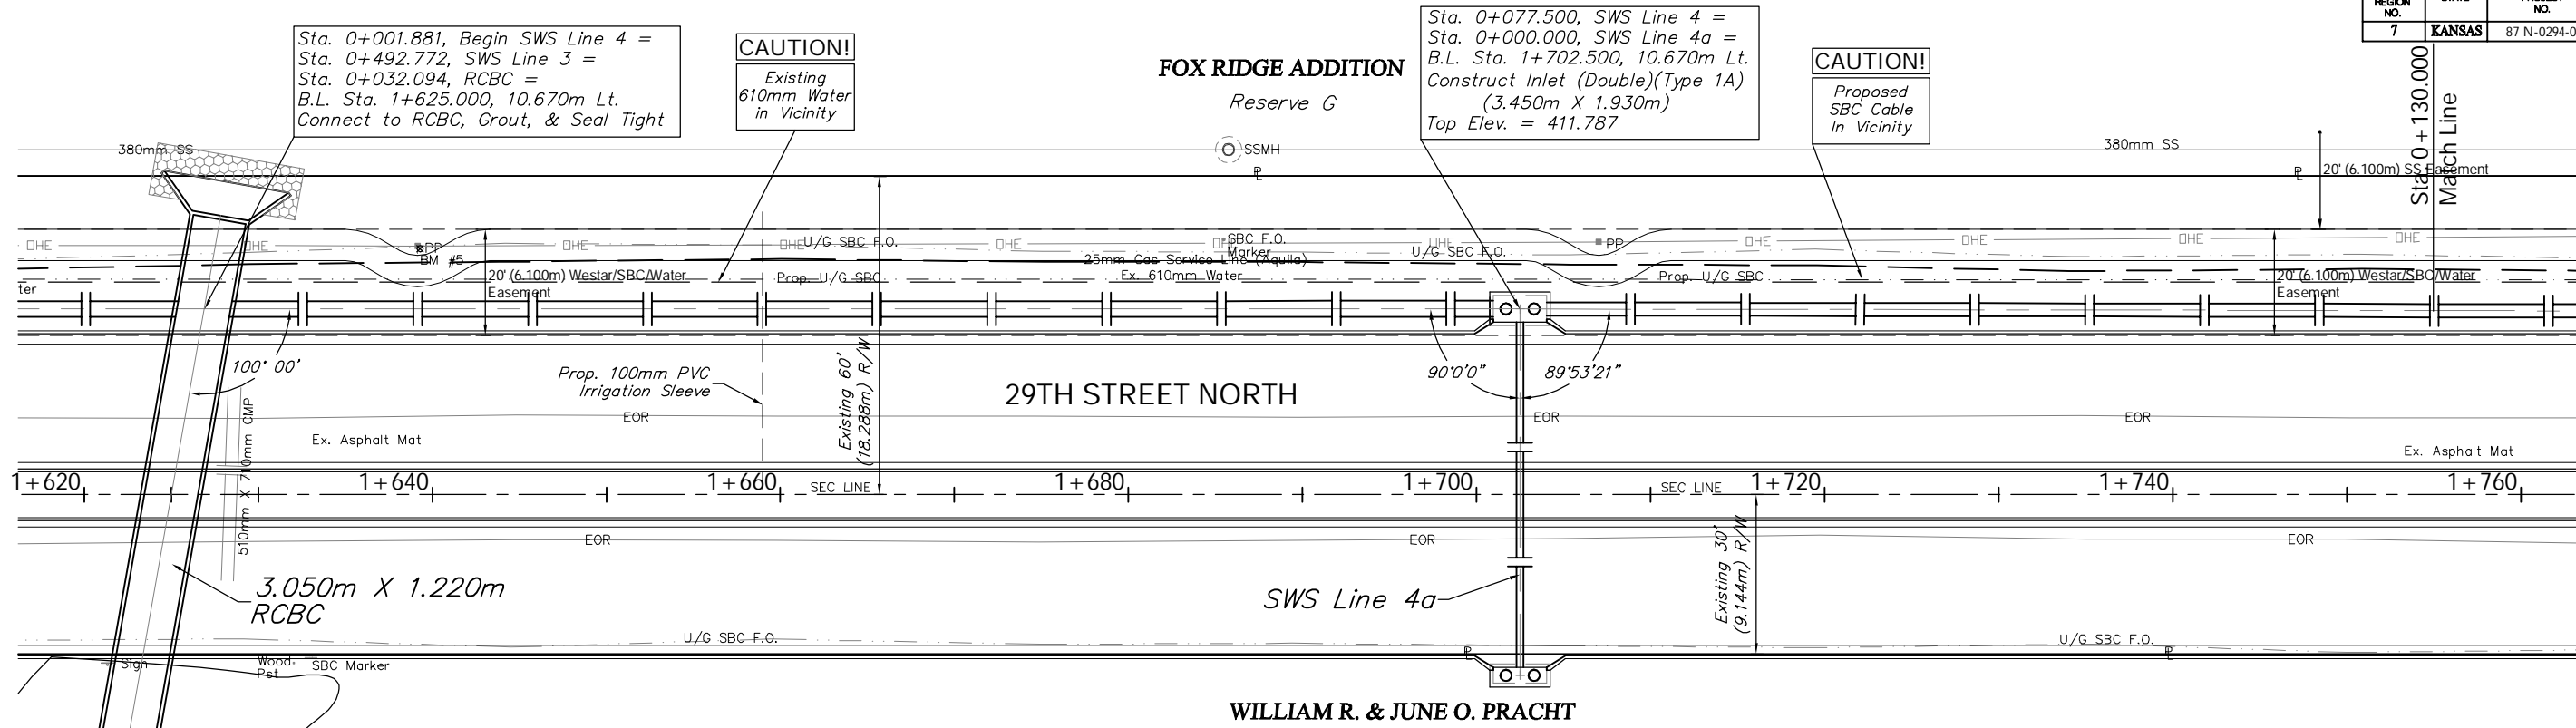 Sta. 0+001.881, Begin SWS Line 4 =
Sta. 0+492.772, SWS Line 3 =
Sta. 0+032.094, RCBC =
B.L. Sta. 1+625.000, 10.670m Lt.
Connect to RCBC, Grout, & Seal Tight
CAUTION!
Existing
610mm Water
in Vicinity
FOX RIDGE ADDITION
Reserve G
Sta. 0+077.500, SWS Line 4 =
Sta. 0+000.000, SWS Line 4a =
B.L. Sta. 1+702.500, 10.670m Lt.
Construct Inlet (Double)(Type 1A)
(3.450m X 1.930m)
Top Elev. = 411.787
CAUTION!
Proposed
SBC Cable
In Vicinity
REGION
NO.
NO.
7 KANSAS 87 N-0294-0
Sta. 0+130.000
Mach Line
380mm SS
SSMH
380mm SS
PL
PL
20' (6.100m) SS Easement
OHE
OHE
OHE
OHE
OHE
OHE
OHE
OHE
OHE
OHE
OHE
PP
BM #5
U/G SBC F.O.
SBC F.O.
Marker
U/G SBC F.O.
PP
25mm Gas Service Line (Aquila)
20' (6.100m) Westar/SBC/Water
Easement
Prop. U/G SBC
Ex. 610mm Water
Prop. U/G SBC
20' (6.100m) Westar/SBC/Water
Easement
ter
100° 00'
Prop. 100mm PVC
Irrigation Sleeve
Existing 60'
(18.288m) R/W
29TH STREET NORTH
90°0'0"
89°53'21"
EOR
EOR
EOR
510mm X 710mm CMP
Ex. Asphalt Mat
Ex. Asphalt Mat
1+620
1+640
1+660
SEC LINE
1+680
1+700
SEC LINE
1+720
1+740
1+760
EOR
EOR
EOR
Existing 30'
(9.144m) R/W
3.050m X 1.220m
RCBC
SWS Line 4a
U/G SBC F.O.
U/G SBC F.O.
PL
PL
Sign
Wood
Pst
SBC Marker
WILLIAM R. & JUNE O. PRACHT